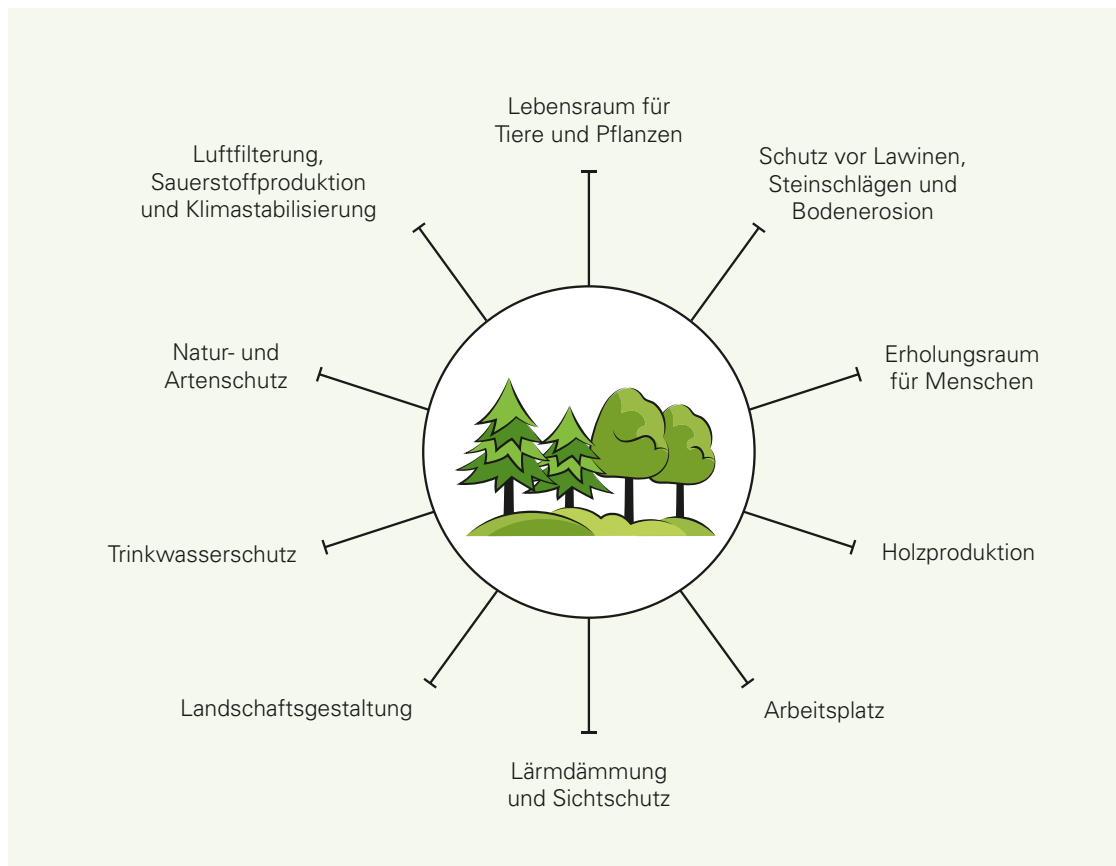 Lebensraum für
Tiere und Pflanzen
Schutz vor Lawinen,
Steinschlägen und
Bodenerosion
Erholungsraum
für Menschen
Holzproduktion
Arbeitsplatz
Lärmdämmung
und Sichtschutz
Landschaftsgestaltung
Trinkwasserschutz
Natur- und
Artenschutz
Luftfilterung,
Sauerstoffproduktion
und Klimastabilisierung